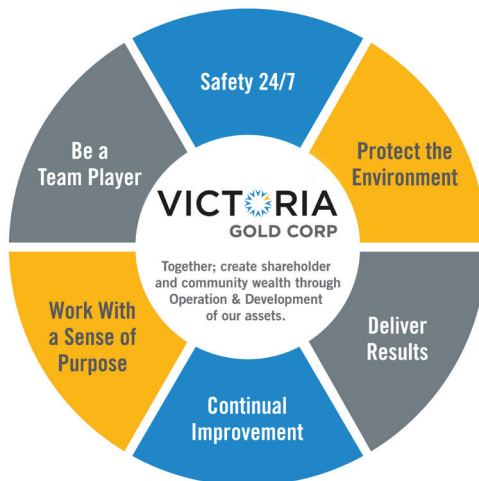 Safety 24/7
Protect the
Environment
Deliver
Results
Continual
Improvement
Work With
a Sense of
Purpose
Be a
Team Player
VICTORIA
GOLD CORP
Together; create shareholder
and community wealth through
Operation & Development
of our assets.